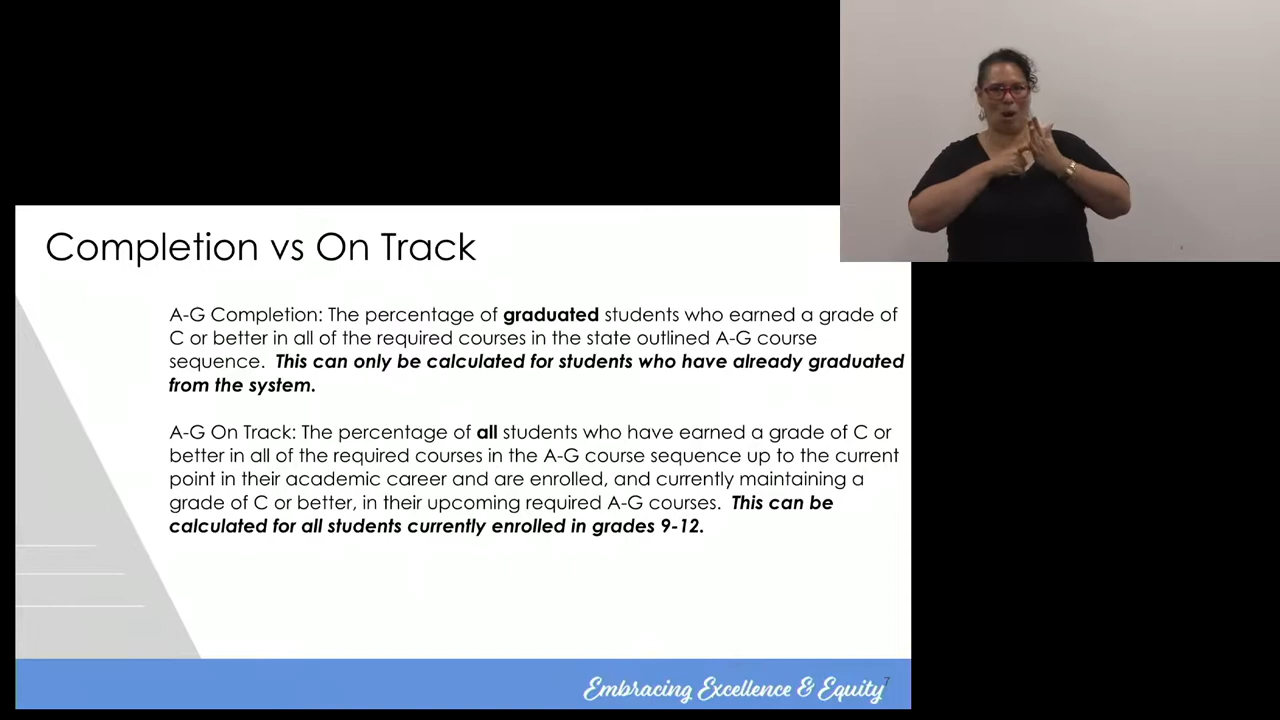 Completion vs On Track
A-G Completion: The percentage of graduated students who earned a grade of
C or better in all of the required courses in the state outlined A-G course
sequence. This can only be calculated for students who have already graduated
from the system.
A-G On Track: The percentage of all students who have earned a grade of C or
better in all of the required courses in the A-G course sequence up to the current
point in their academic career and are enrolled, and currently maintaining a
grade of C or better, in their upcoming required A-G courses. This can be
calculated for all students currently enrolled in grades 9-12.
Embracing Excellence & Equity
7